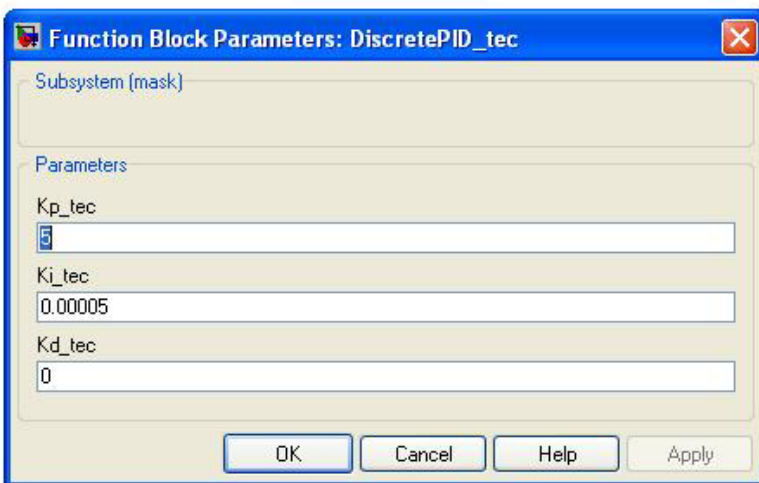 Function Block Parameters: DiscretePID_tec
Subsystem (mask)
Parameters
Kp_tec
5
Ki_tec
0.00005
Kd_tec
0
OK Cancel Help Apply